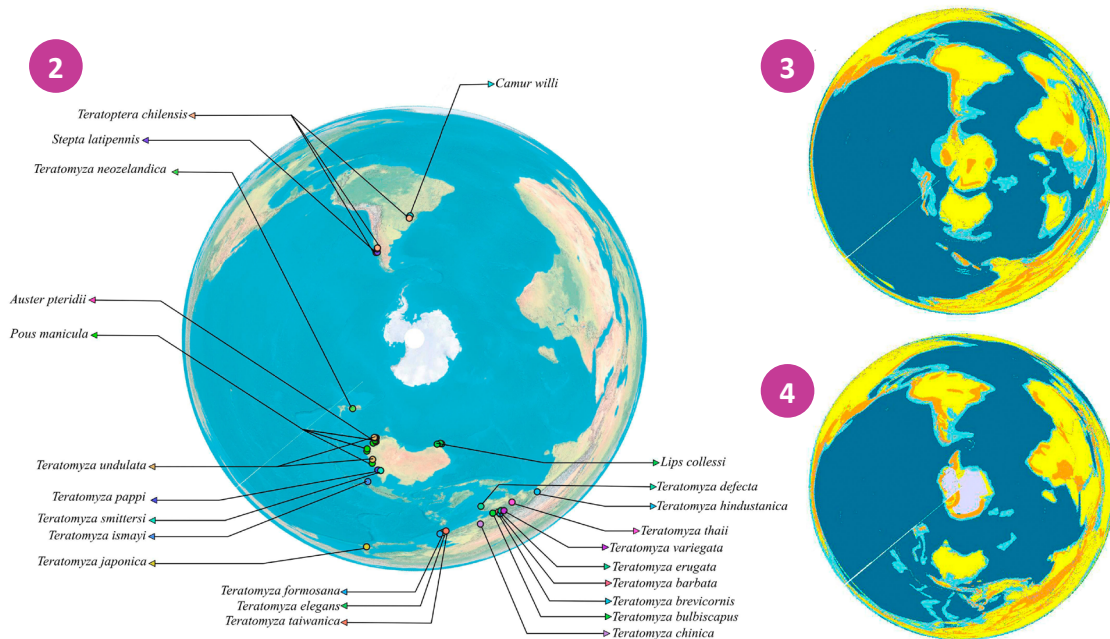 2
3
Camur willi
Teratoptera chilensis
Stepta latipennis
Teratomyza neozelandica
Auster pteridii
Pous manicula
4
Teratomyza undulata
Lips collessi
Teratomyza defecta
Teratomyza pappi
Teratomyza hindustanica
Teratomyza smittersi
Teratomyza thaii
Teratomyza ismayi
Teratomyza variegata
Teratomyza japonica
Teratomyza erugata
Teratomyza barbata
Teratomyza formosana
Teratomyza brevicornis
Teratomyza elegans
Teratomyza bulbiscapus
Teratomyza taiwanica
Teratomyza chinica